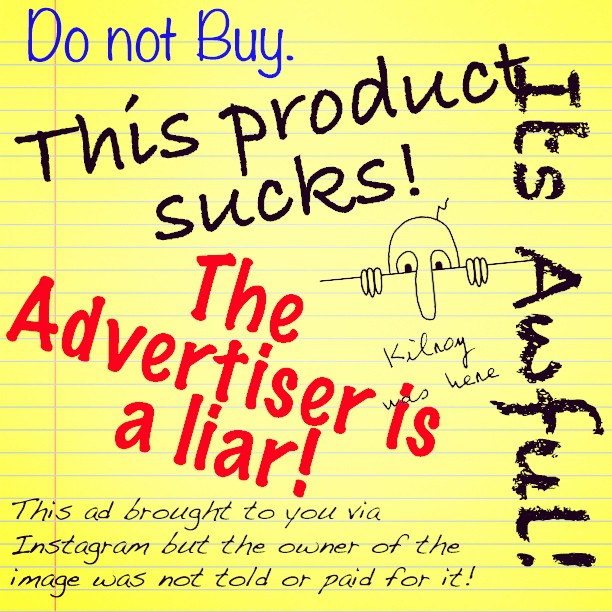 Do not Buy.
This product
sucks!
Its Awful!
The
Advertiser is
a liar!
Kilroy
was here
This ad brought to you via
Instagram but the owner of the
image was not told or paid for it!